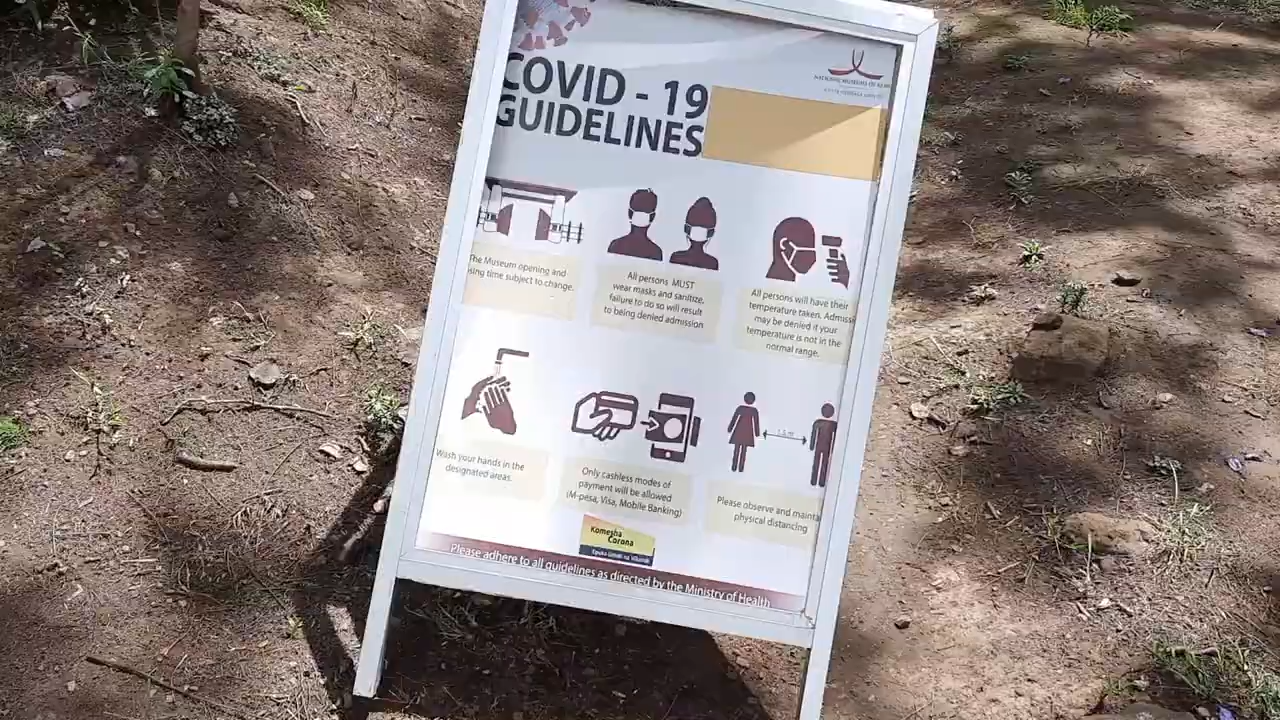 COVID - 19
GUIDELINES
NATIONAL MUSEUMS OF
The Museum opening and
time subject to change.
All persons MUST
wear masks and sanitize,
failure to do so will result
to being denied admission
All persons will have their
temperature taken. Admiss
may be denied if your
temperature is not in the
normal range.
Wash your hands in the
designated areas.
Only cashless modes of
payment will be allowed
(M-pesa, Visa, Mobile Banking)
Please observe and mainta
physical distancing
Komesha
Corona
Please adhere to all guidelines as directed by the Ministry of Health